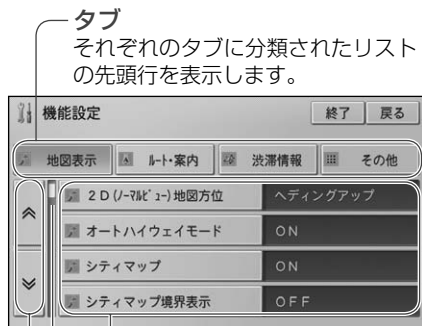 タブ
それぞれのタブに分類されたリスト
の先頭行を表示します。
機能設定 終了 戻る
地図表示 ルート・案内 渋滞情報 その他
2D(ノーマルビュー)地図方位 ヘディングアップ
オートハイウェイモード ON
シティマップ ON
シティマップ境界表示 OFF